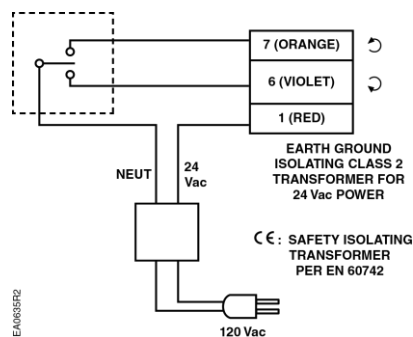 7 (ORANGE)
6 (VIOLET)
1 (RED)
NEUT
24
Vac
EARTH GROUND
ISOLATING CLASS 2
TRANSFORMER FOR
24 Vac POWER
CE: SAFETY ISOLATING
TRANSFORMER
PER EN 60742
120 Vac
EA0635R2